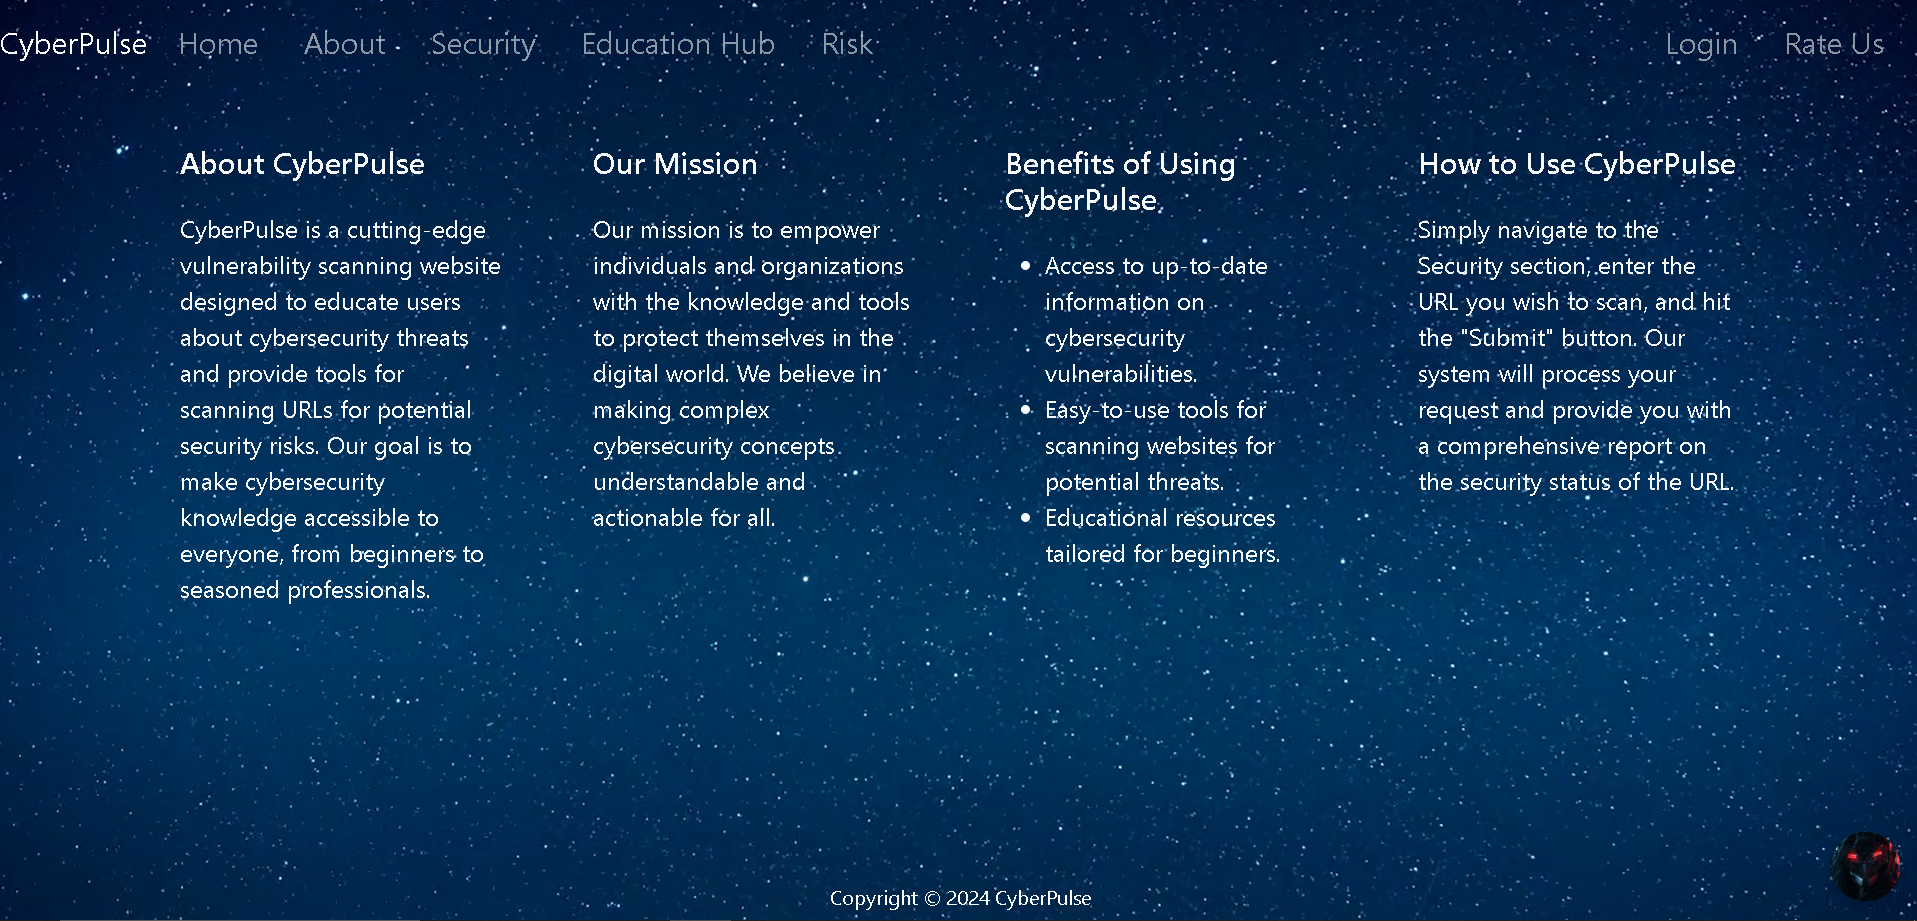 CyberPulse Home About Security Education Hub Risk Login Rate Us
About CyberPulse
CyberPulse is a cutting-edge
vulnerability scanning website
designed to educate users
about cybersecurity threats
and provide tools for
scanning URLs for potential
security risks. Our goal is to
make cybersecurity
knowledge accessible to
everyone, from beginners to
seasoned professionals.
Our Mission
Our mission is to empower
individuals and organizations
with the knowledge and tools
to protect themselves in the
digital world. We believe in
making complex
cybersecurity concepts
understandable and
actionable for all.
Benefits of Using
CyberPulse
• Access to up-to-date
information on
cybersecurity
vulnerabilities.
• Easy-to-use tools for
scanning websites for
potential threats.
• Educational resources
tailored for beginners.
How to Use CyberPulse
Simply navigate to the
Security section, enter the
URL you wish to scan, and hit
the "Submit" button. Our
system will process your
request and provide you with
a comprehensive report on
the security status of the URL.
Copyright © 2024 CyberPulse